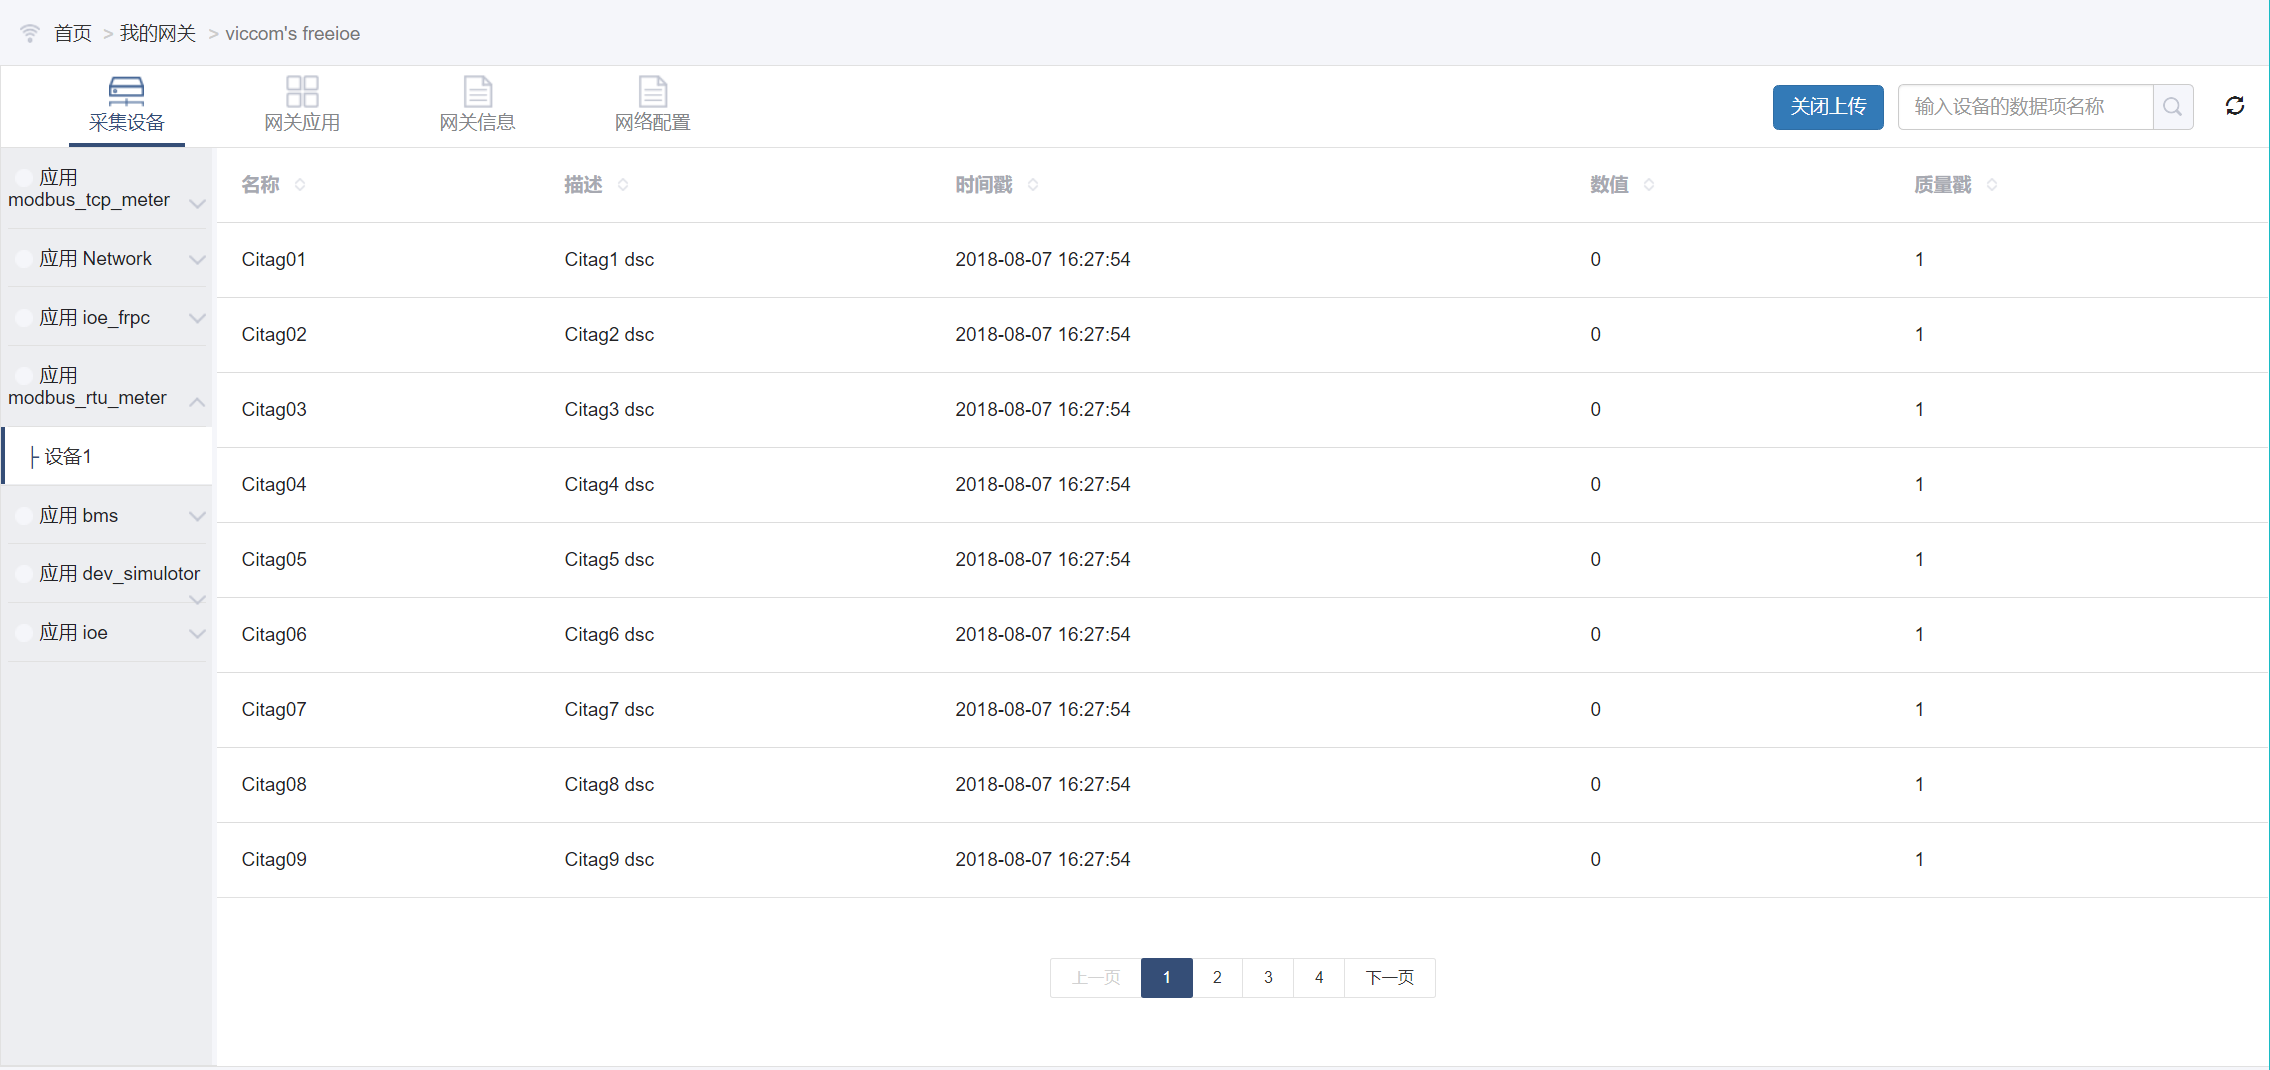 首页 > 我的网关 > viccom's freeioe
采集设备 网关应用 网关信息 网络配置 关闭上传 输入设备的数据项名称
应用
modbus_tcp_meter
应用 Network
应用 ioe_frpc
应用
modbus_rtu_meter
├ 设备1
应用 bms
应用 dev_simulotor
应用 ioe
名称 描述 时间戳 数值 质量戳
Citag01 Citag1 dsc 2018-08-07 16:27:54 0 1
Citag02 Citag2 dsc 2018-08-07 16:27:54 0 1
Citag03 Citag3 dsc 2018-08-07 16:27:54 0 1
Citag04 Citag4 dsc 2018-08-07 16:27:54 0 1
Citag05 Citag5 dsc 2018-08-07 16:27:54 0 1
Citag06 Citag6 dsc 2018-08-07 16:27:54 0 1
Citag07 Citag7 dsc 2018-08-07 16:27:54 0 1
Citag08 Citag8 dsc 2018-08-07 16:27:54 0 1
Citag09 Citag9 dsc 2018-08-07 16:27:54 0 1
上一页 1 2 3 4 下一页